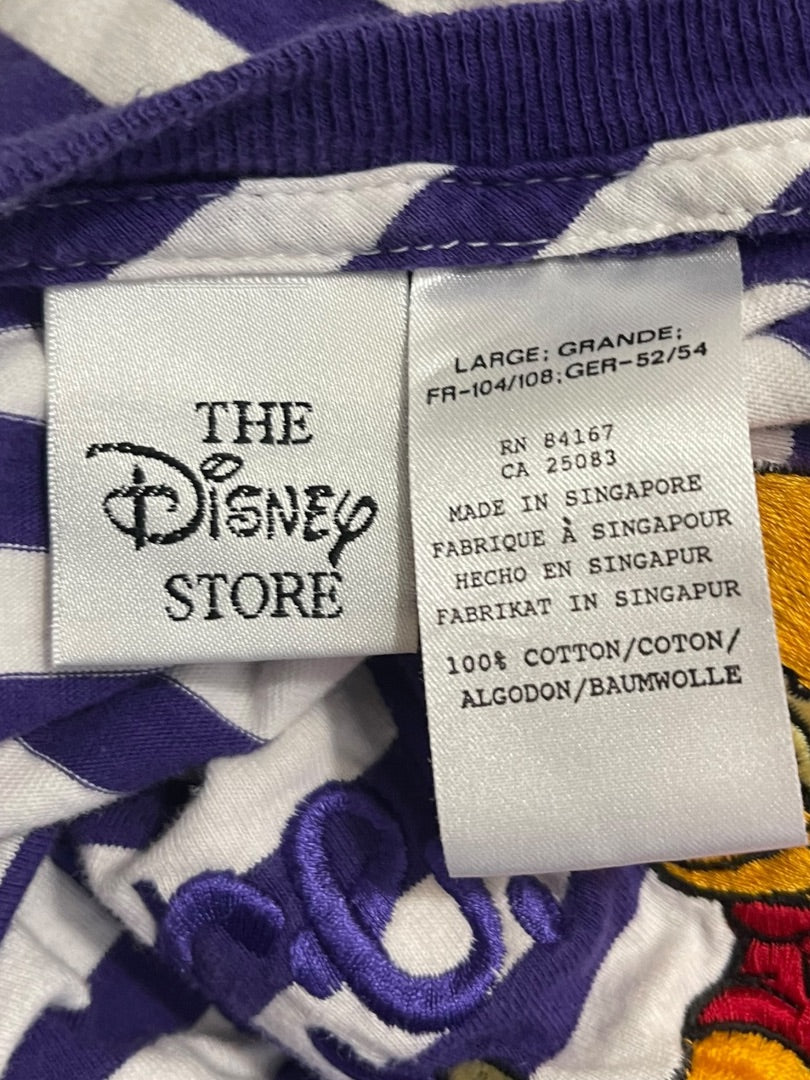 THE
Disney
STORE
LARGE; GRANDE;
FR-104/108;GER-52/54
RN 84167
CA 25083
MADE IN SINGAPORE
FABRIQUE À SINGAPOUR
HECHO EN SINGAPUR
FABRIKAT IN SINGAPUR
100% COTTON/COTON/
ALGODON/BAUMWOLLE